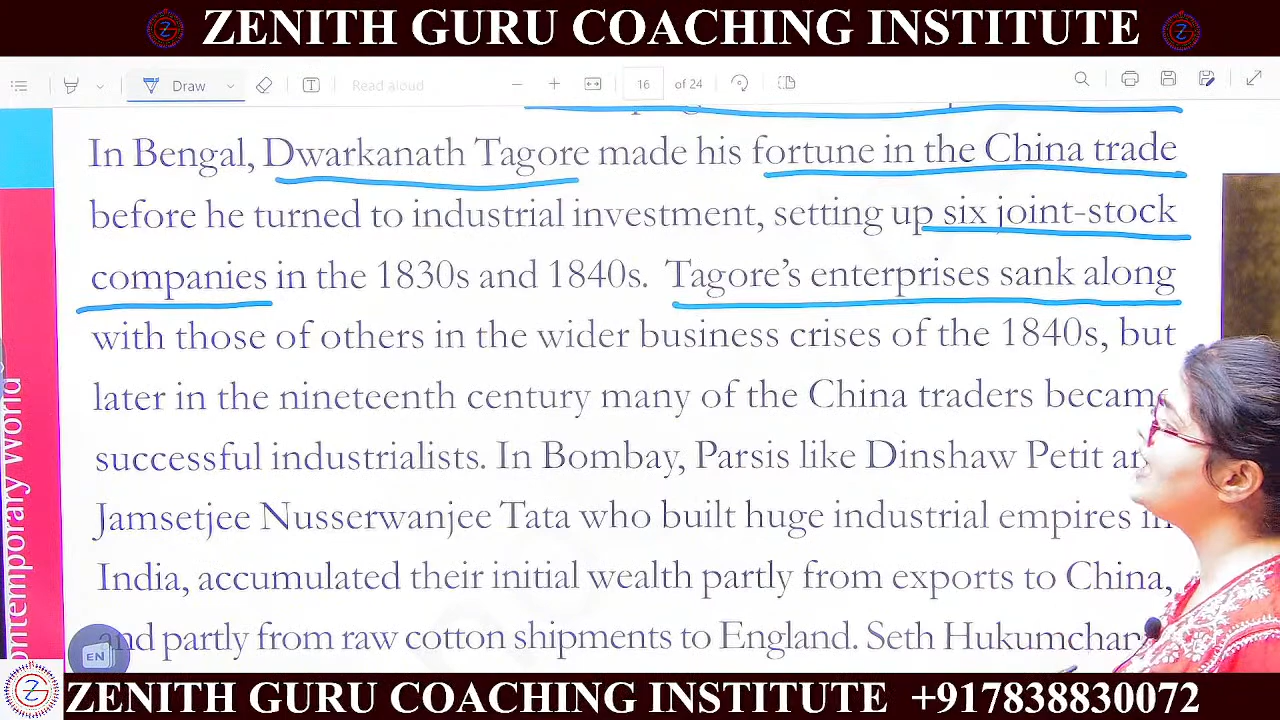 ZENITH GURU COACHING INSTITUTE
Draw
Read aloud
16
of 24
In Bengal, Dwarkanath Tagore made his fortune in the China trade
before he turned to industrial investment, setting up six joint-stock
companies in the 1830s and 1840s. Tagore's enterprises sank along
with those of others in the wider business crises of the 1840s, but
later in the nineteenth century many of the China traders became
successful industrialists. In Bombay, Parsis like Dinshaw Petit
Jamsetjee Nusserwanjee Tata who built huge industrial empires in
India, accumulated their initial wealth partly from exports to China,
and partly from raw cotton shipments to England. Seth
ontemporary World
EN
ZENITH GURU COACHING INSTITUTE +917838830072